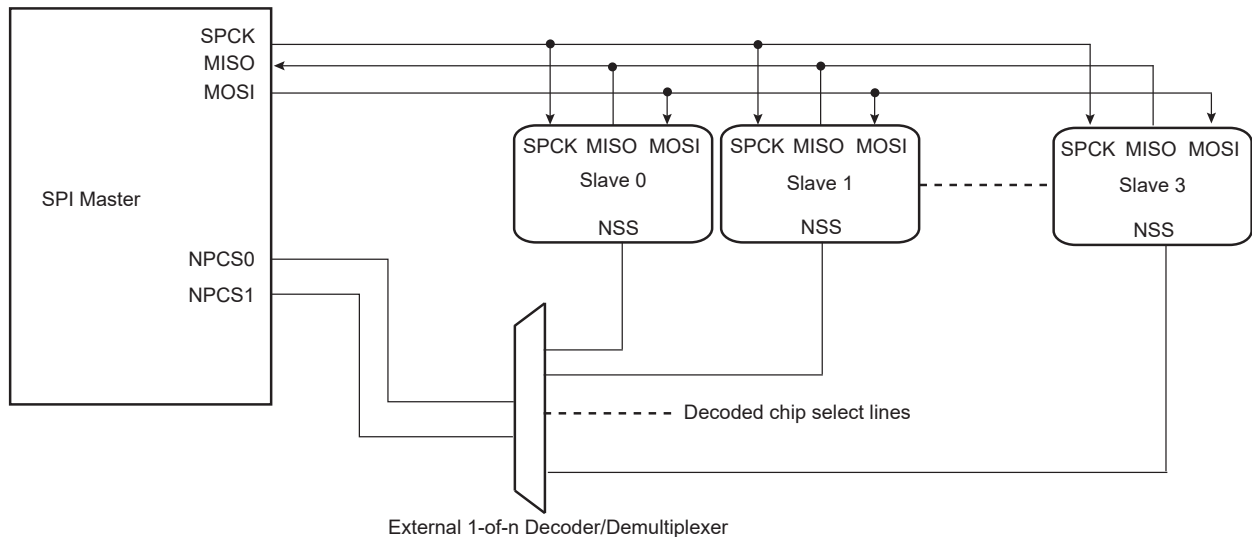 SPCK
MISO
MOSI
SPI Master
NPCS0
NPCS1
SPCK MISO MOSI
Slave 0
NSS
SPCK MISO MOSI
Slave 1
NSS
SPCK MISO MOSI
Slave 3
NSS
Decoded chip select lines
External 1-of-n Decoder/Demultiplexer